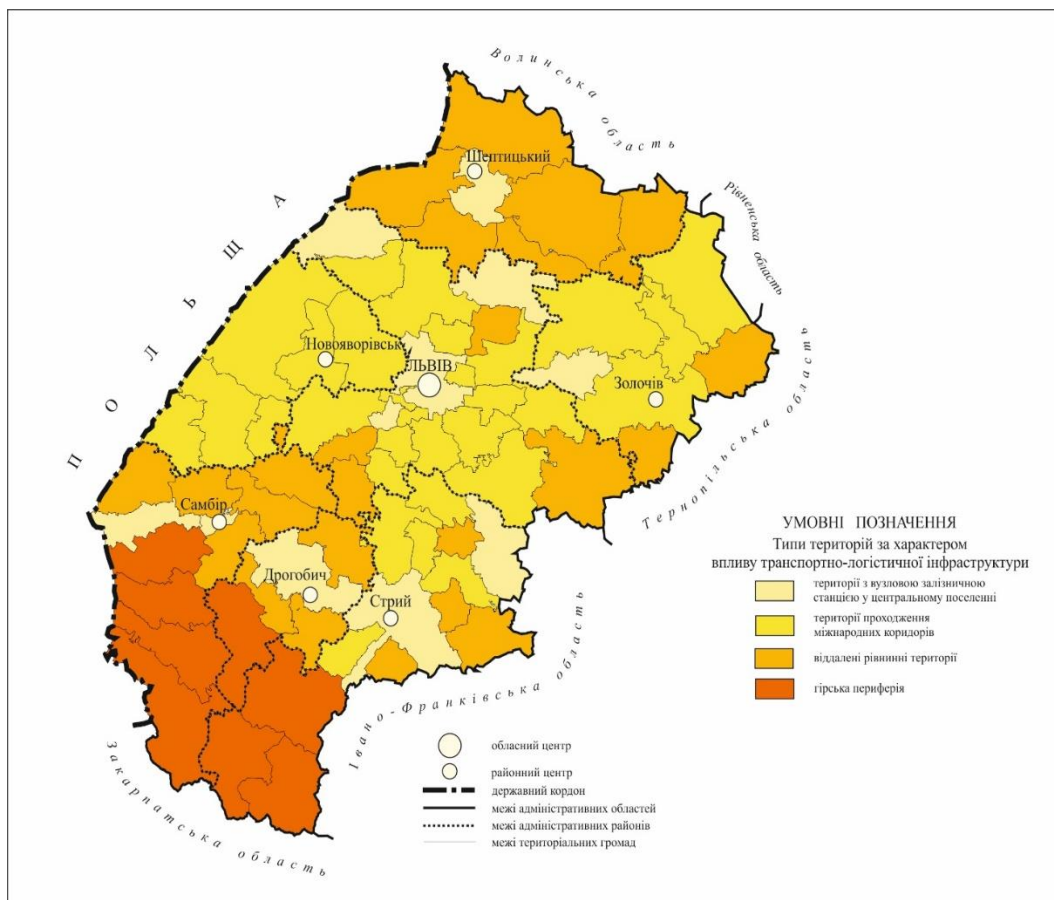 Волинська область
Рівненська область
ПОЛЬЩА
Шептицький
Новояворівськ
ЛЬВІВ
Золочів
Тернопільська область
Самбір
Дрогобич
Стрий
Івано-Франківська область
Закарпатська область
УМОВНІ ПОЗНАЧЕННЯ
Типи територій за характером
впливу транспортно-логістичної інфраструктури
території з вузловою залізничною
станцією у центральному поселенні
території проходження
міжнародних коридорів
віддалені рівнинні території
гірська периферія
обласний центр
районний центр
державний кордон
межі адміністративних областей
межі адміністративних районів
межі територіальних громад